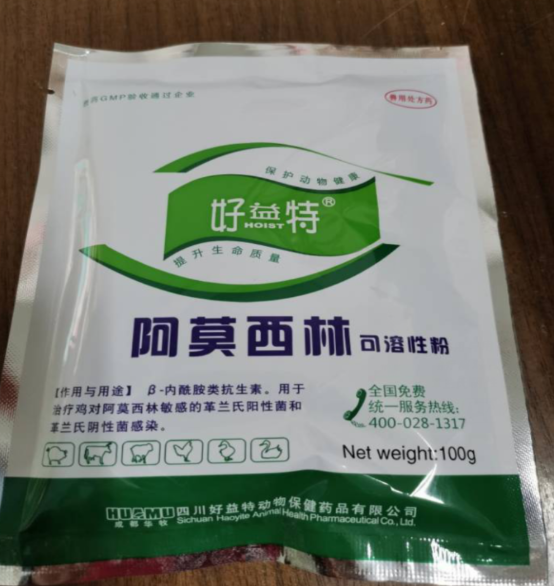 兽药GMP验收通过企业
兽用处方药
保护动物健康
好益特®
HOIST
提升生命质量
阿莫西林可溶性粉
【作用与用途】 β-内酰胺类抗生素。用于
治疗鸡对阿莫西林敏感的革兰氏阳性菌和
革兰氏阴性菌感染。
全国免费
统一服务热线:
400-028-1317
Net weight:100g
HUAMU
成都华牧
四川好益特动物保健药品有限公司
Sichuan Haoyite Animal Health Pharmaceutical Co., Ltd.